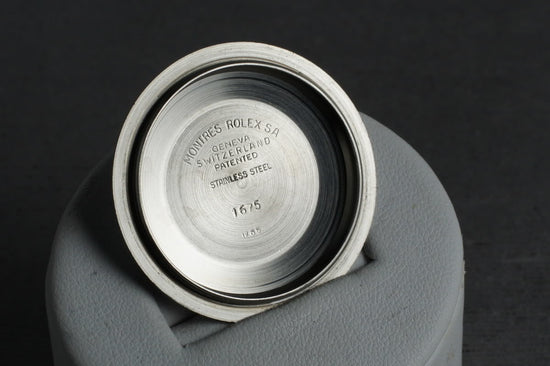 MONTRES ROLEX S.A
GENEVA
SWITZERLAND
PATENTED
STAINLESS STEEL
1675